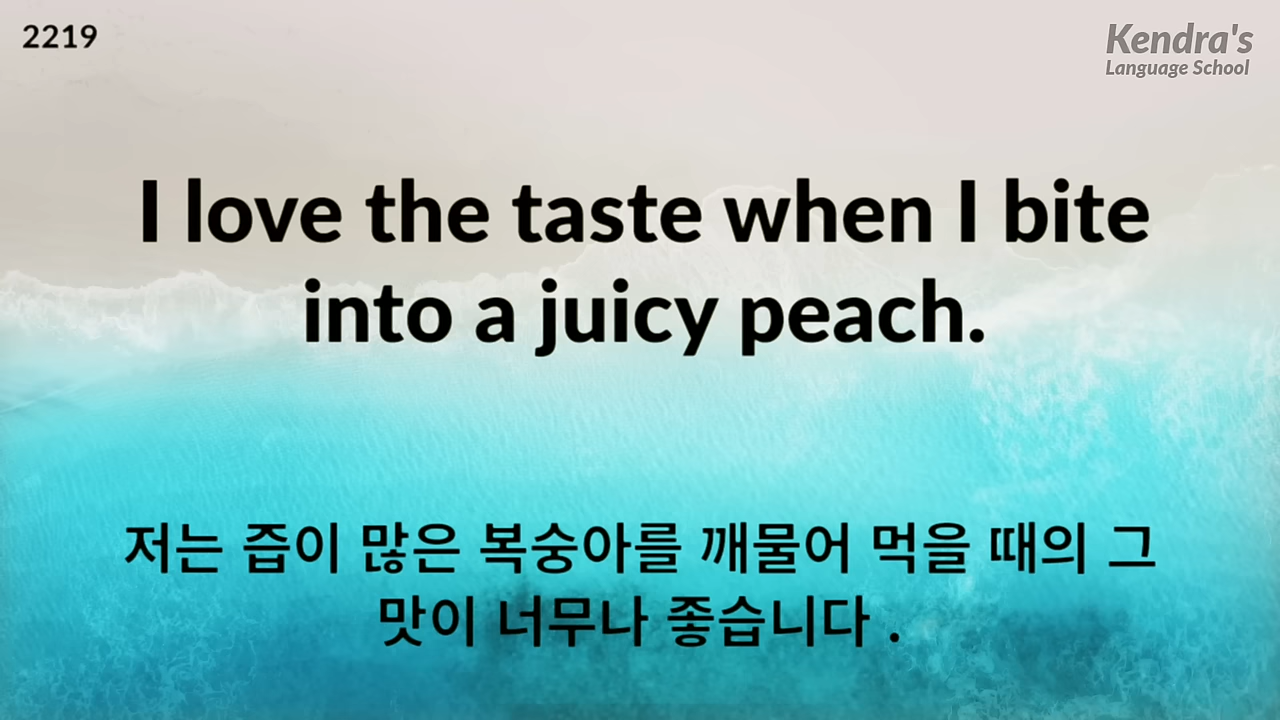 2219
Kendra's
Language School
I love the taste when I bite
into a juicy peach.
저는 즙이 많은 복숭아를 깨물어 먹을 때의 그
맛이 너무나 좋습니다 .